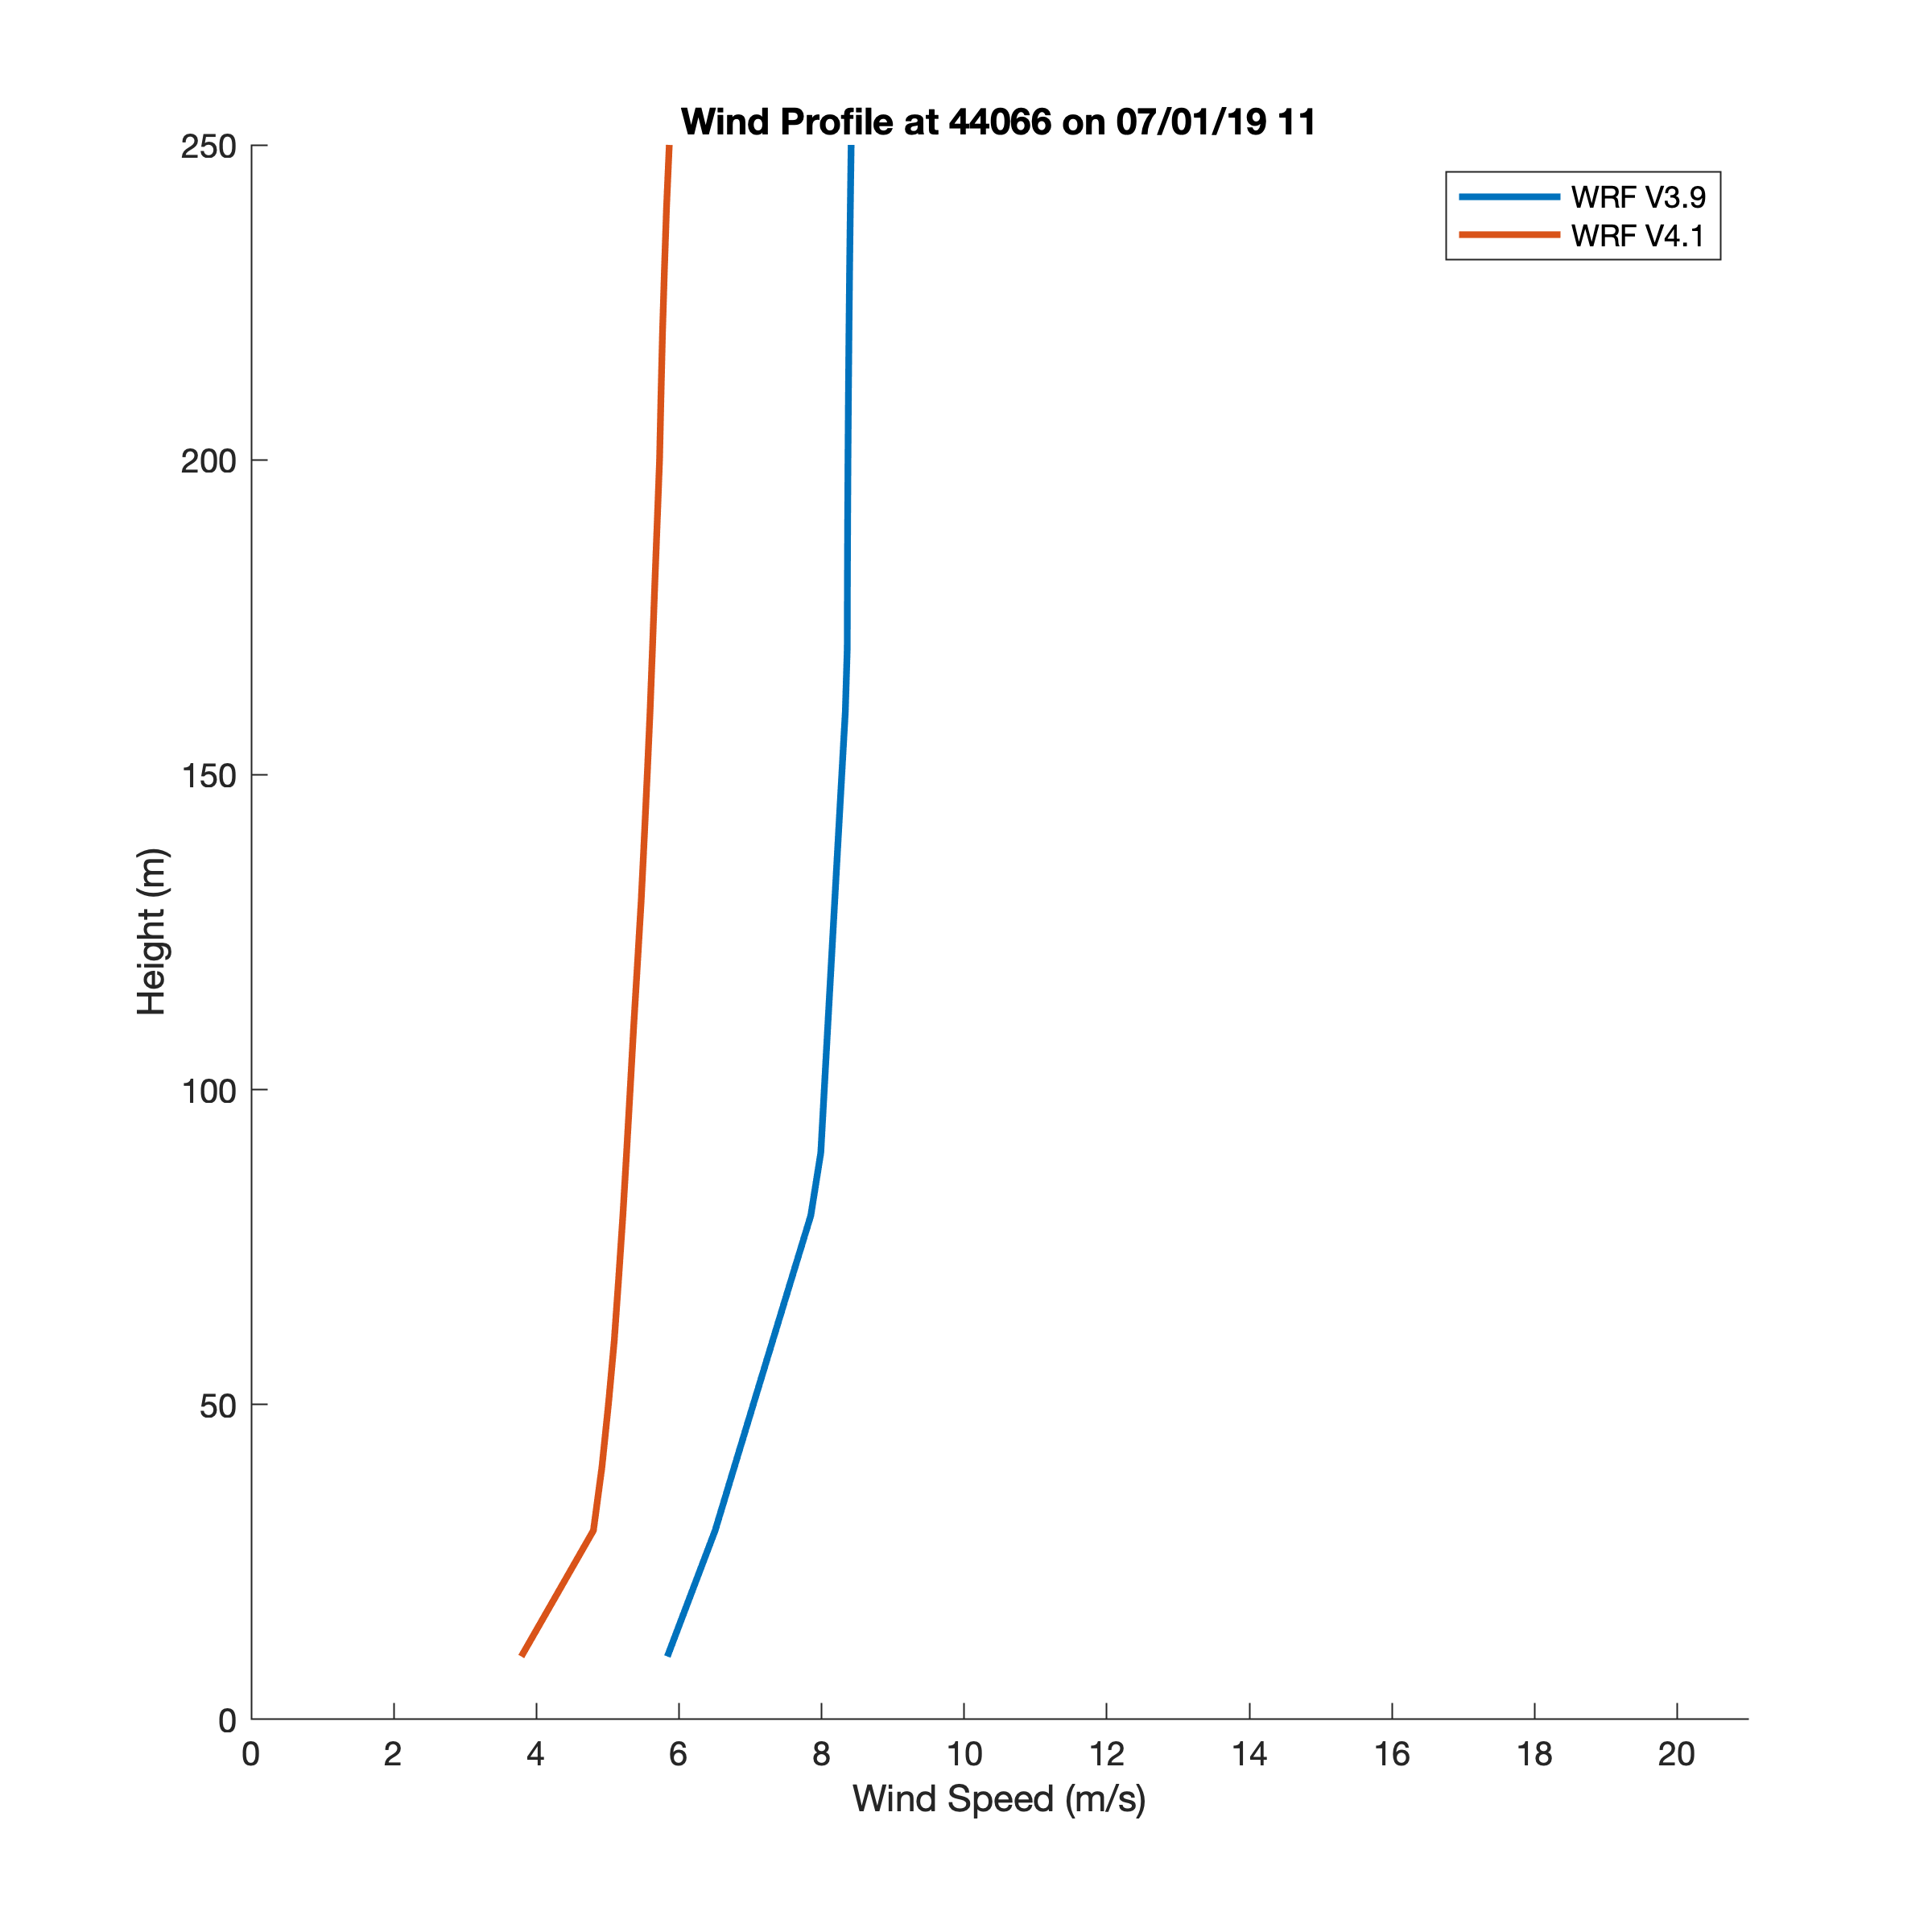 Wind Profile at 44066 on 07/01/19 11
WRF V3.9
WRF V4.1
250
200
150
100
50
0
Height (m)
0 2 4 6 8 10 12 14 16 18 20
Wind Speed (m/s)